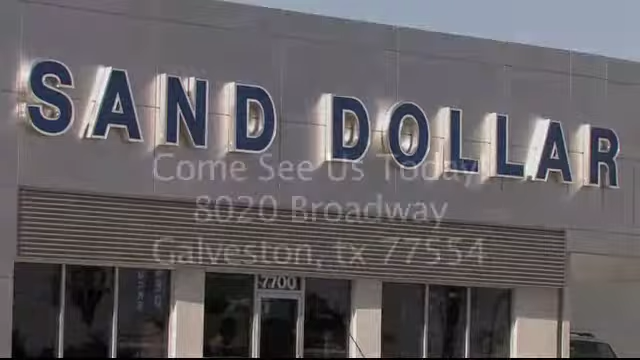 SAND DOLLAR
Come See Us Today
8020 Broadway
Galveston, tx 77554
7700